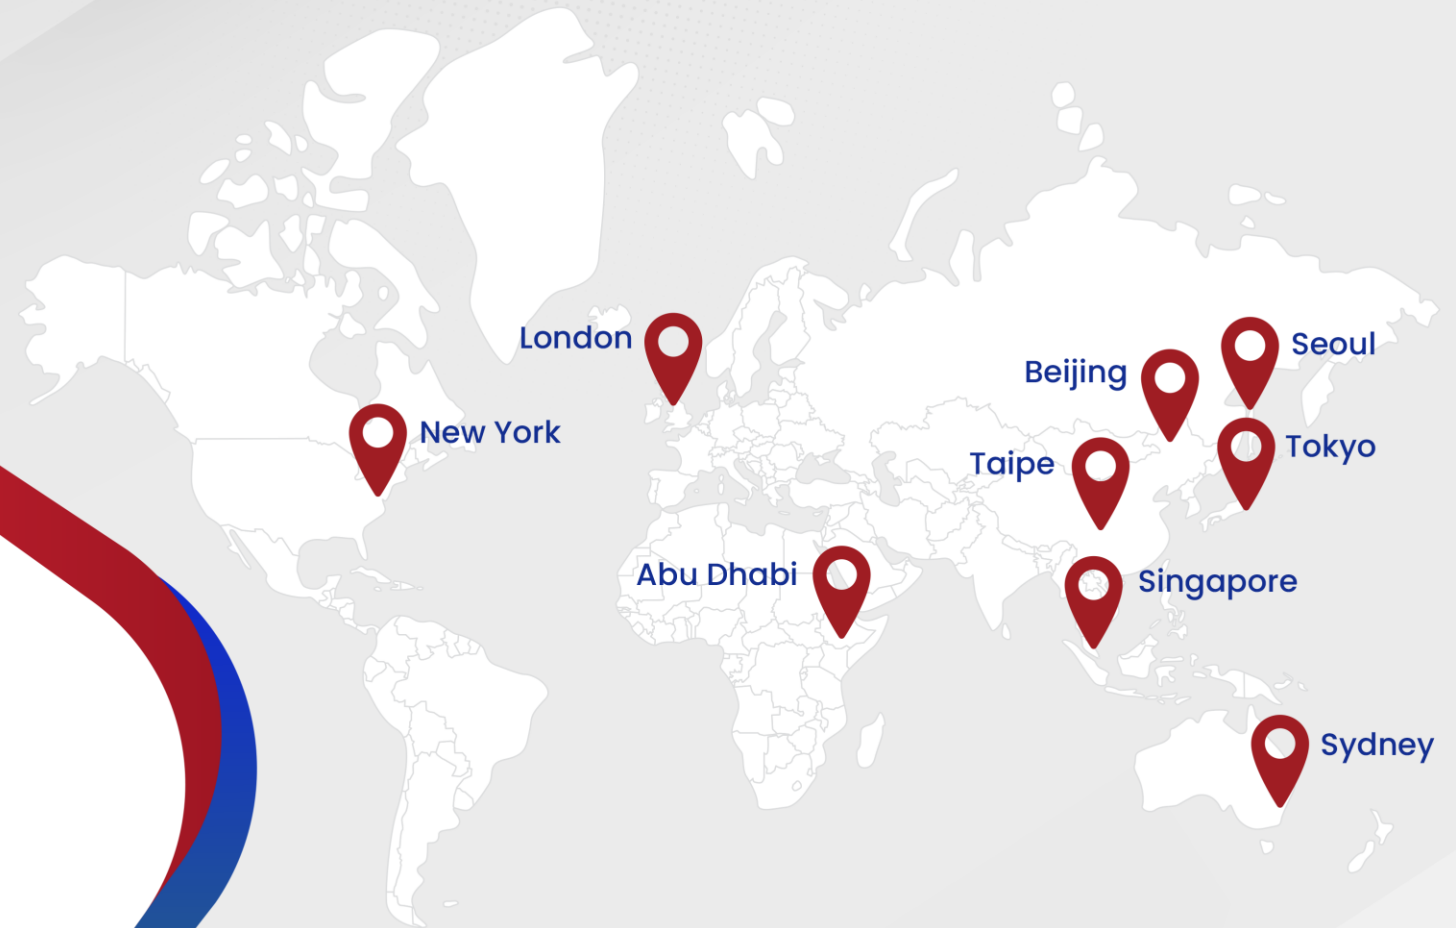 London
Seoul
Beijing
New York
Tokyo
Taipe
Abu Dhabi
Singapore
Sydney